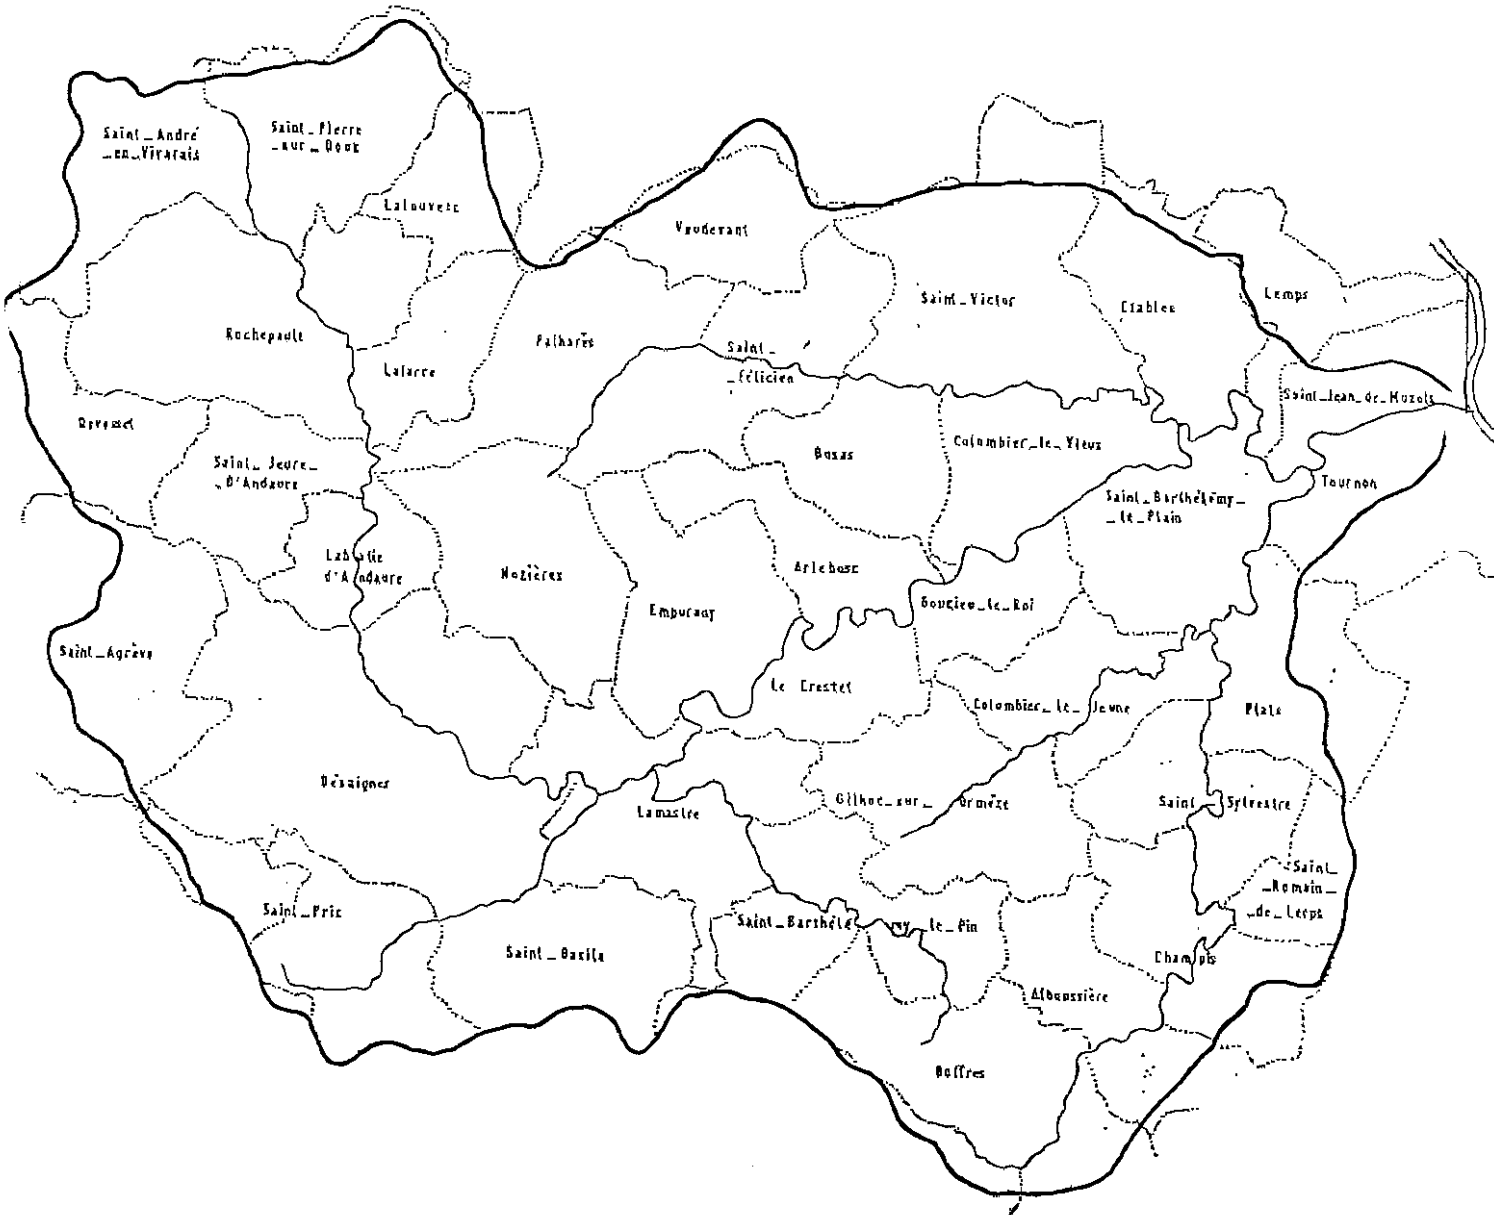 Saint_André
_en_Vivarais
Saint_Pierre
_sur_Doux
Lalouvesc
Vaudevant
Saint_Victor
Etables
Lemps
Rochepaule
Lafarre
Palharès
Saint_
_Félicien
Saint_Jean_de_Muzols
Devesset
Saint_Jeure_
_D'Andaure
Bozas
Colombier_le_Vieux
Saint_Barthélémy_
_le_Plain
Tournon
Labatie
d'Andaure
Nozières
Arlebosc
Empurany
Boucieu_le_Roi
Saint_Agrève
le Crestet
Colombier_le_Jeune
Plats
Désaignes
Lamastre
Gilhoc_sur_Ormèze
Saint_Sylvestre
Saint_
_Romain_
_de_Lerps
Saint_Prix
Saint_Basile
Saint_Barthélémy_le_Pin
Champis
Alboussière
Boffres